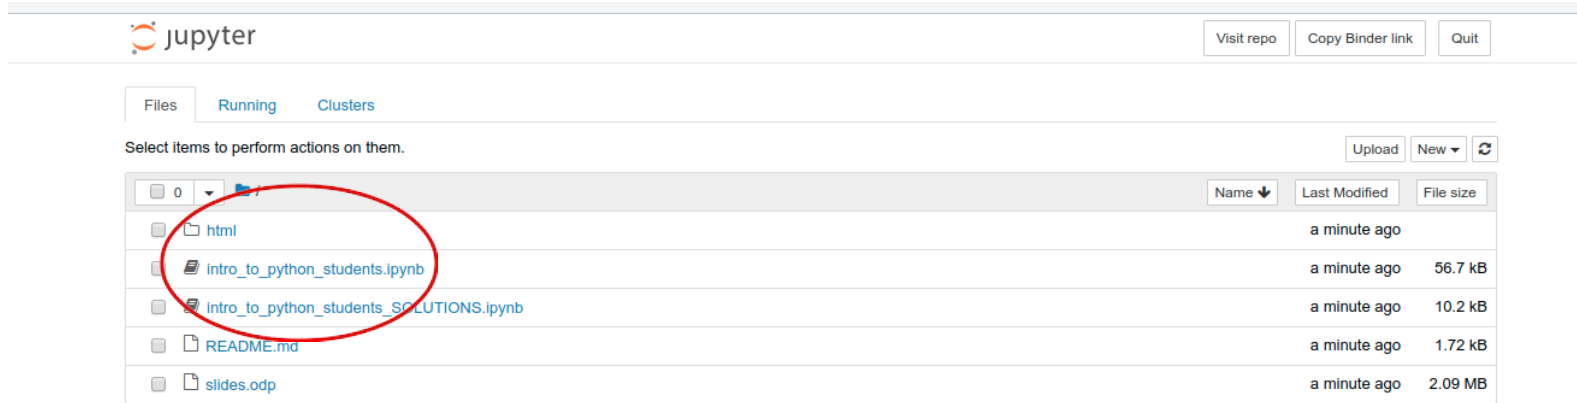 jupyter
Visit repo Copy Binder link Quit
Files Running Clusters
Select items to perform actions on them.
Upload New
0 / Name Last Modified File size
html a minute ago
intro_to_python_students.ipynb a minute ago 56.7 kB
intro_to_python_students_SOLUTIONS.ipynb a minute ago 10.2 kB
README.md a minute ago 1.72 kB
slides.odp a minute ago 2.09 MB